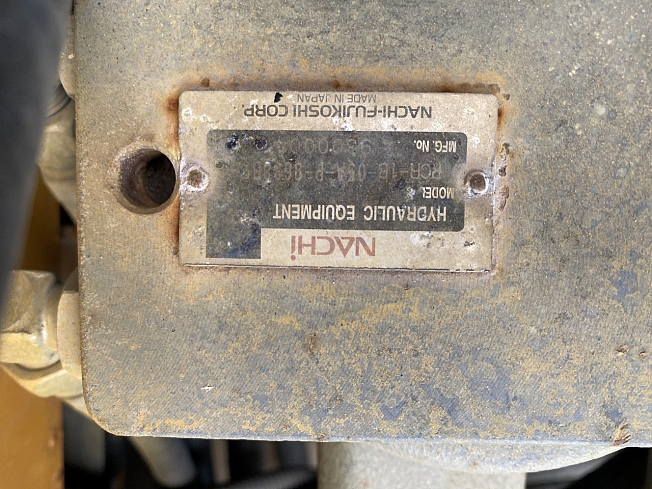 NACHi
HYDRAULIC EQUIPMENT
MODEL
MFG. No.
NACHI-FUJIKOSHI CORP.
MADE IN JAPAN